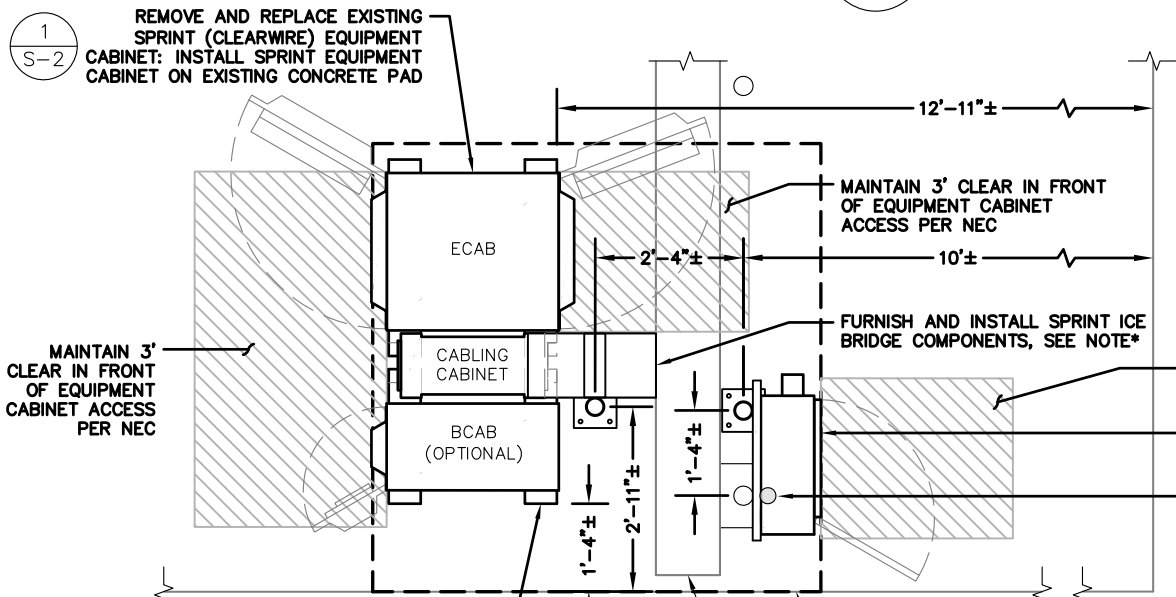 1
S-2
REMOVE AND REPLACE EXISTING
SPRINT (CLEARWIRE) EQUIPMENT
CABINET: INSTALL SPRINT EQUIPMENT
CABINET ON EXISTING CONCRETE PAD
12'-11"±
MAINTAIN 3' CLEAR IN FRONT
OF EQUIPMENT CABINET
ACCESS PER NEC
ECAB
2'-4"±
10'±
FURNISH AND INSTALL SPRINT ICE
BRIDGE COMPONENTS, SEE NOTE*
MAINTAIN 3'
CLEAR IN FRONT
OF EQUIPMENT
CABINET ACCESS
PER NEC
CABLING
CABINET
BCAB
(OPTIONAL)
1'-4"±
2'-11"±
1'-4"±